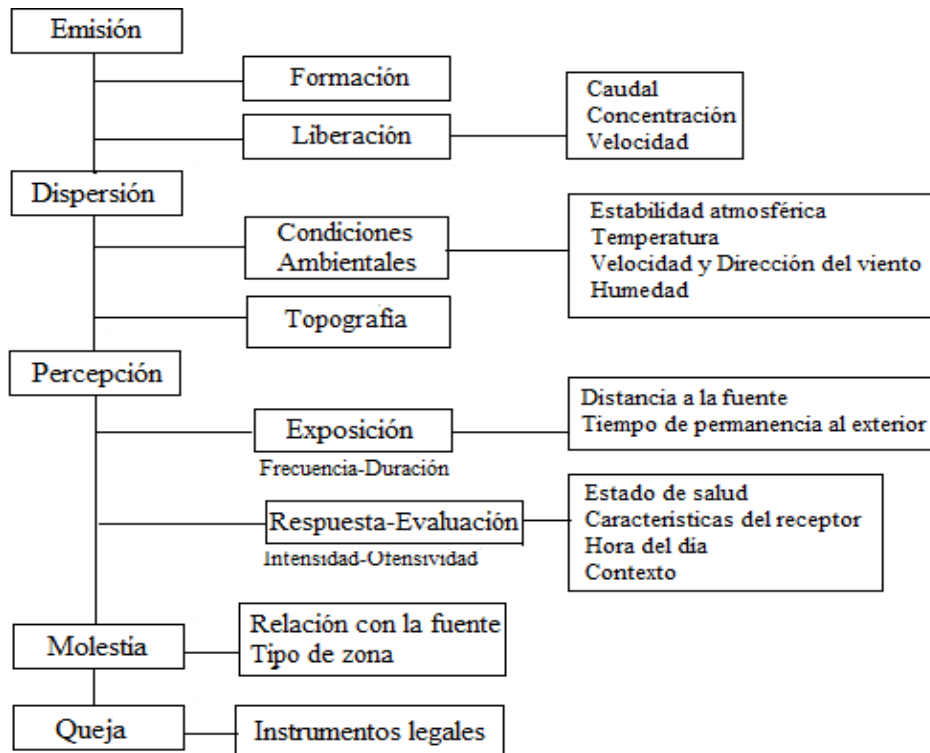 Emisión
Formación
Liberación
Caudal
Concentración
Velocidad
Dispersión
Condiciones
Ambientales
Estabilidad atmosférica
Temperatura
Velocidad y Dirección del viento
Humedad
Topografía
Percepción
Exposición
Frecuencia-Duración
Distancia a la fuente
Tiempo de permanencia al exterior
Respuesta-Evaluación
Intensidad-Ofensividad
Estado de salud
Características del receptor
Hora del día
Contexto
Molestía
Relación con la fuente
Tipo de zona
Queja
Instrumentos legales